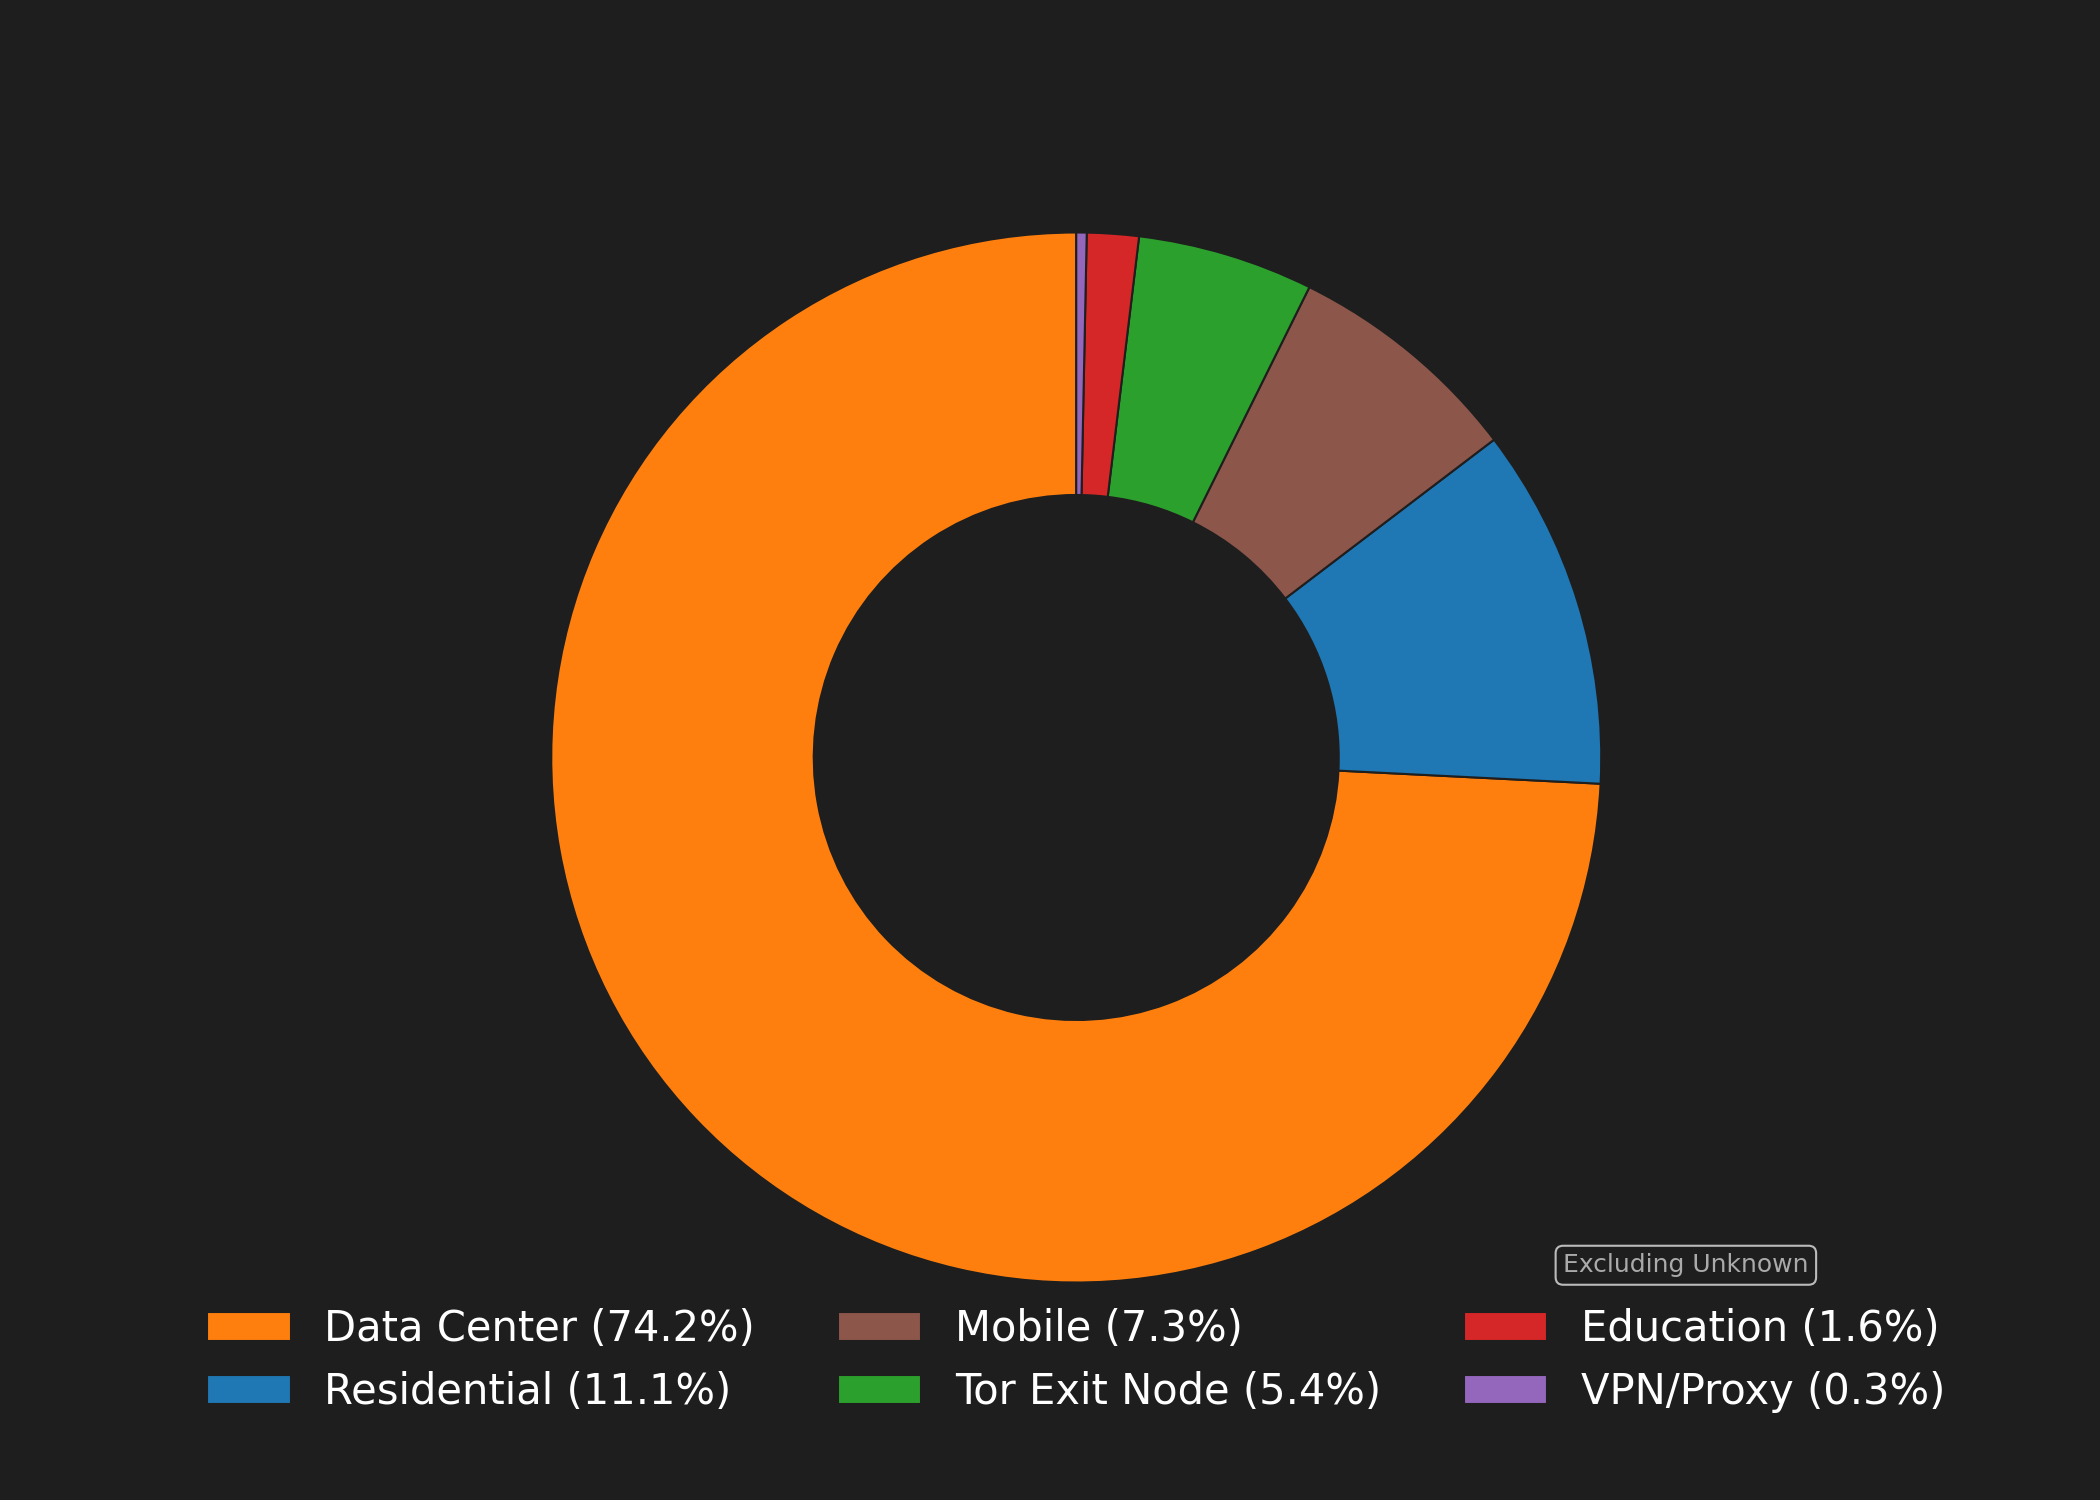 Excluding Unknown
Data Center (74.2%)
Residential (11.1%)
Mobile (7.3%)
Tor Exit Node (5.4%)
Education (1.6%)
VPN/Proxy (0.3%)